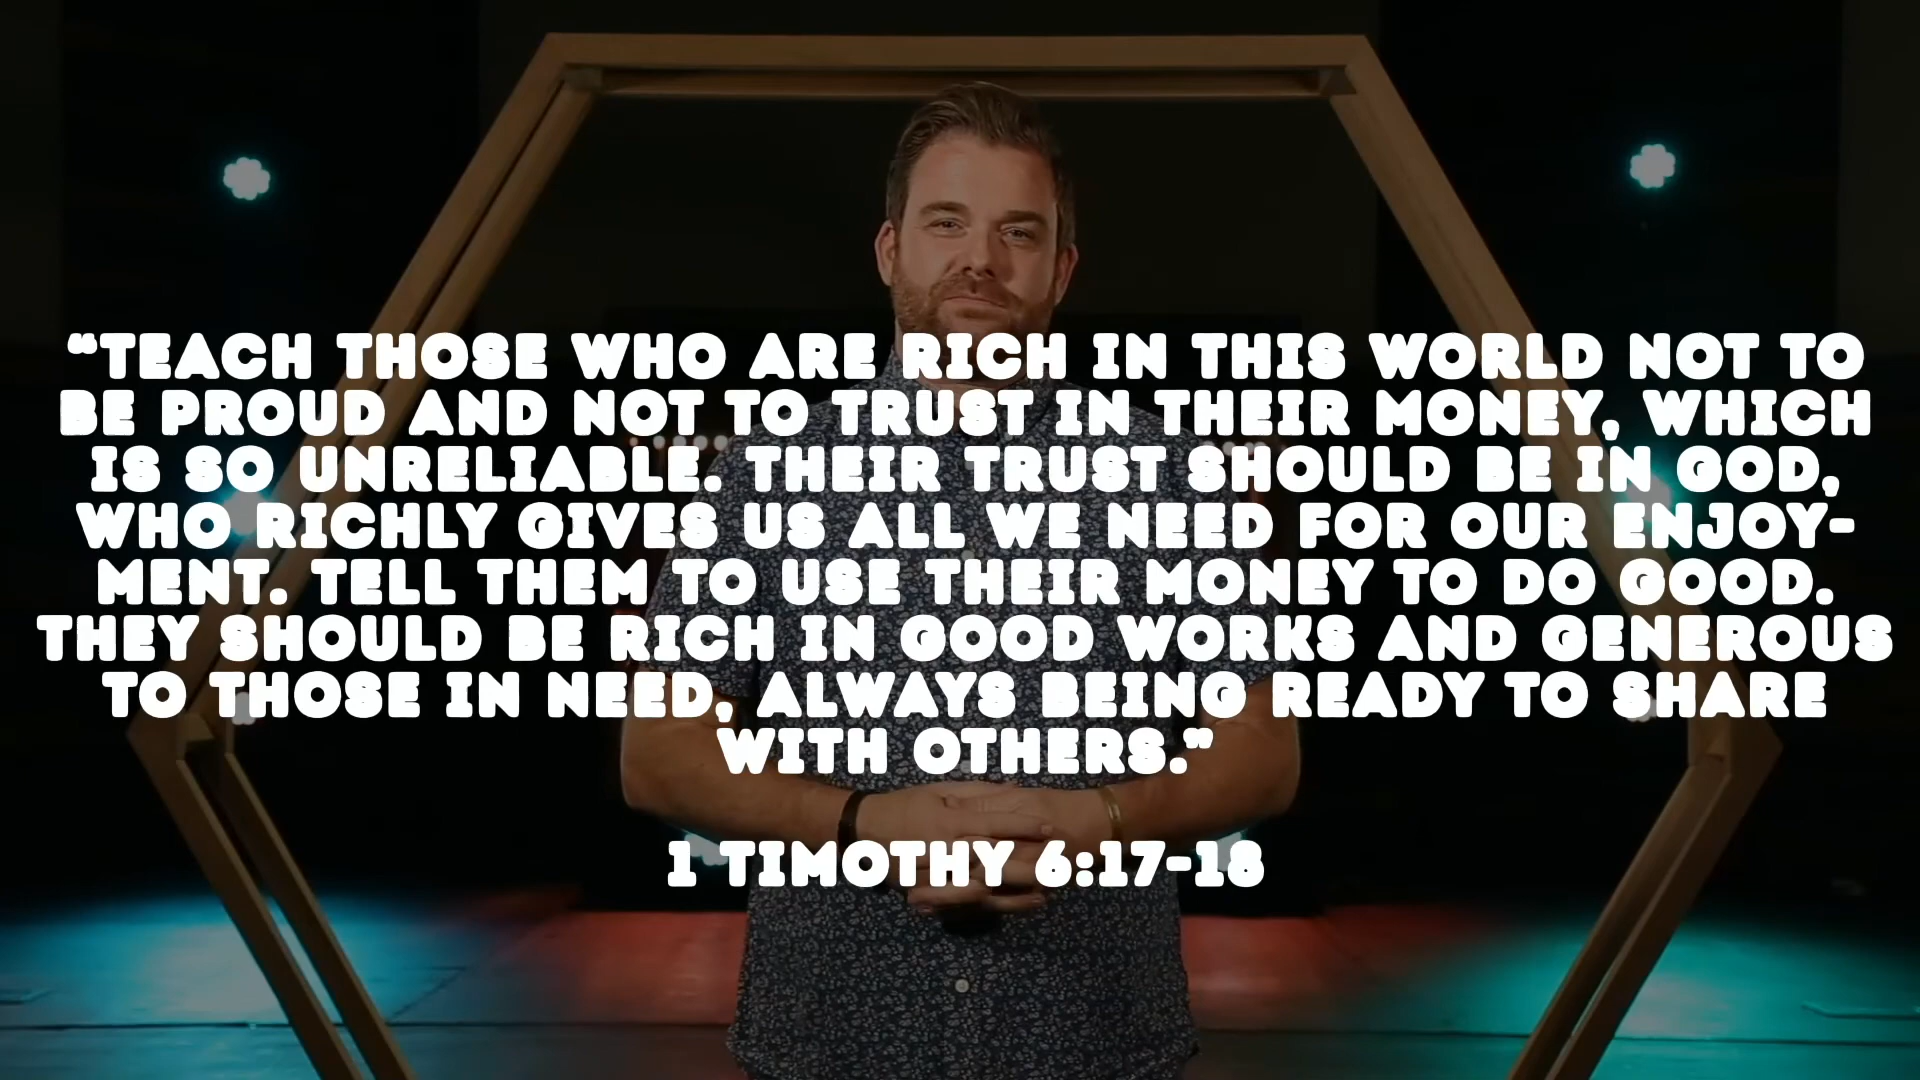 “TEACH THOSE WHO ARE RICH IN THIS WORLD NOT TO
BE PROUD AND NOT TO TRUST IN THEIR MONEY, WHICH
IS SO UNRELIABLE. THEIR TRUST SHOULD BE IN GOD,
WHO RICHLY GIVES US ALL WE NEED FOR OUR ENJOY-
MENT. TELL THEM TO USE THEIR MONEY TO DO GOOD.
THEY SHOULD BE RICH IN GOOD WORKS AND GENEROUS
TO THOSE IN NEED, ALWAYS BEING READY TO SHARE
WITH OTHERS.”
1 TIMOTHY 6:17-18